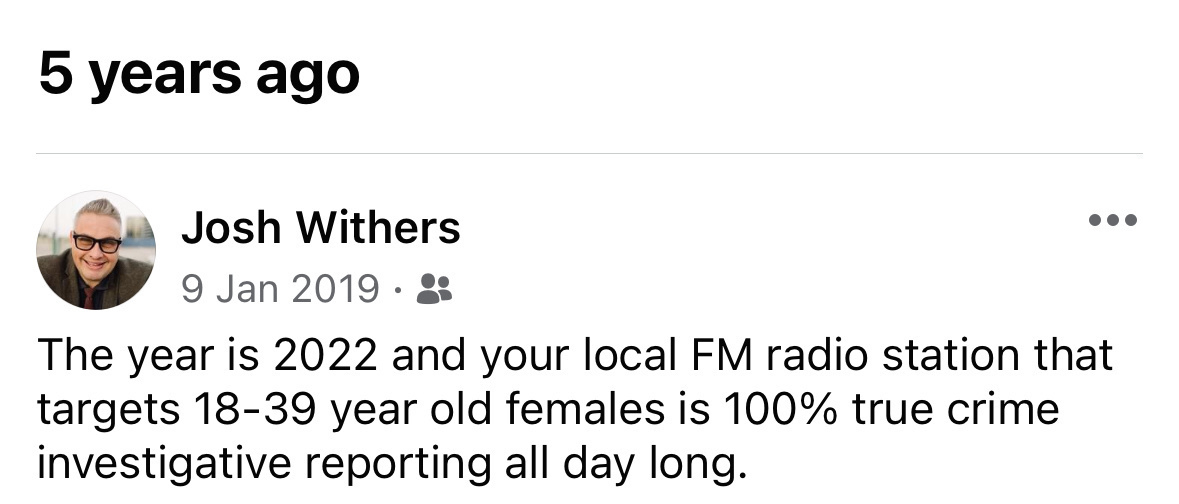 5 years ago
Josh Withers
9 Jan 2019 ·
The year is 2022 and your local FM radio station that
targets 18-39 year old females is 100% true crime
investigative reporting all day long.